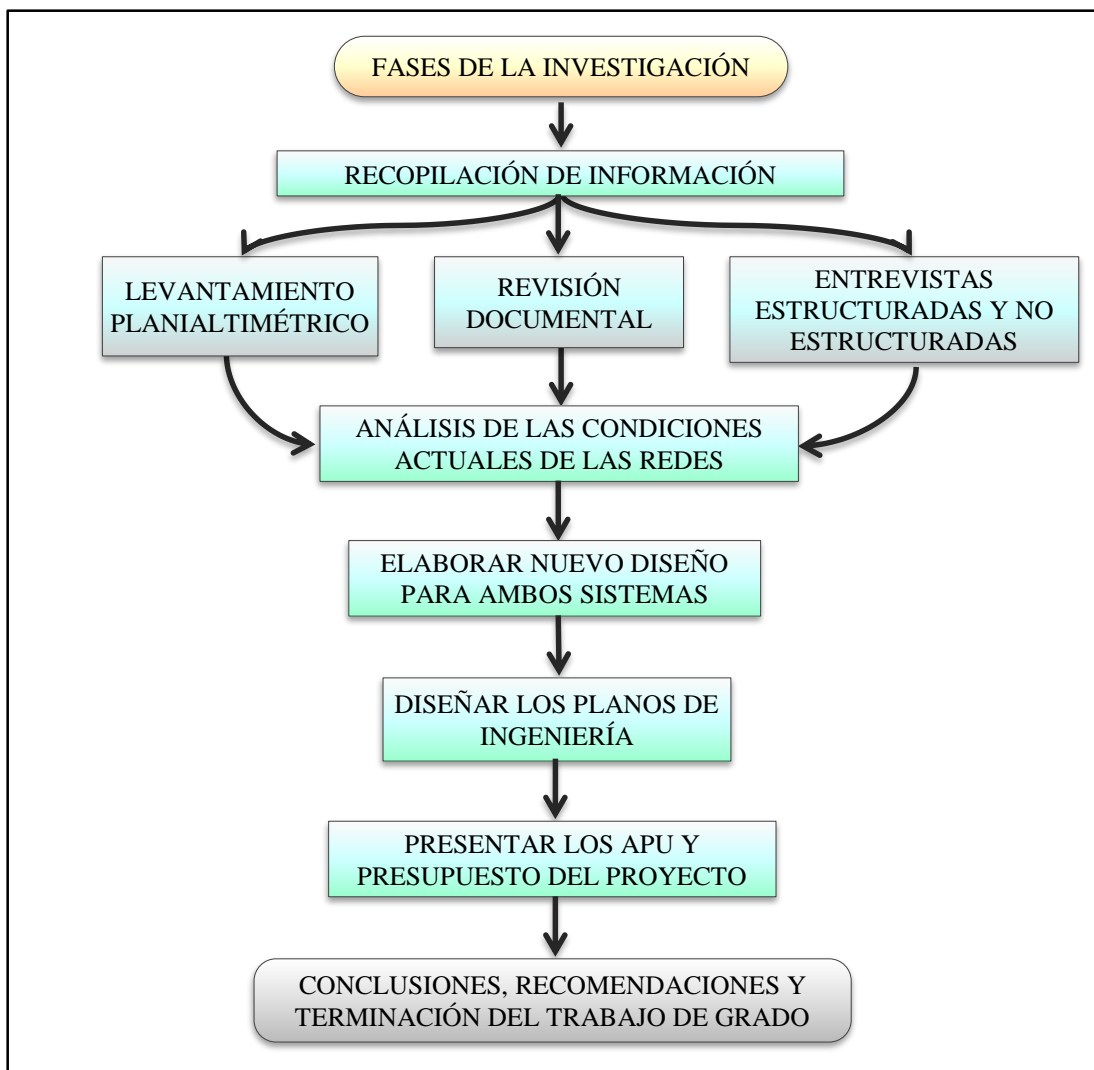 FASES DE LA INVESTIGACIÓN
RECOPILACIÓN DE INFORMACIÓN
LEVANTAMIENTO
PLANIALTIMÉTRICO
REVISIÓN
DOCUMENTAL
ENTREVISTAS
ESTRUCTURADAS Y NO
ESTRUCTURADAS
ANÁLISIS DE LAS CONDICIONES
ACTUALES DE LAS REDES
ELABORAR NUEVO DISEÑO
PARA AMBOS SISTEMAS
DISEÑAR LOS PLANOS DE
INGENIERÍA
PRESENTAR LOS APU Y
PRESUPUESTO DEL PROYECTO
CONCLUSIONES, RECOMENDACIONES Y
TERMINACIÓN DEL TRABAJO DE GRADO